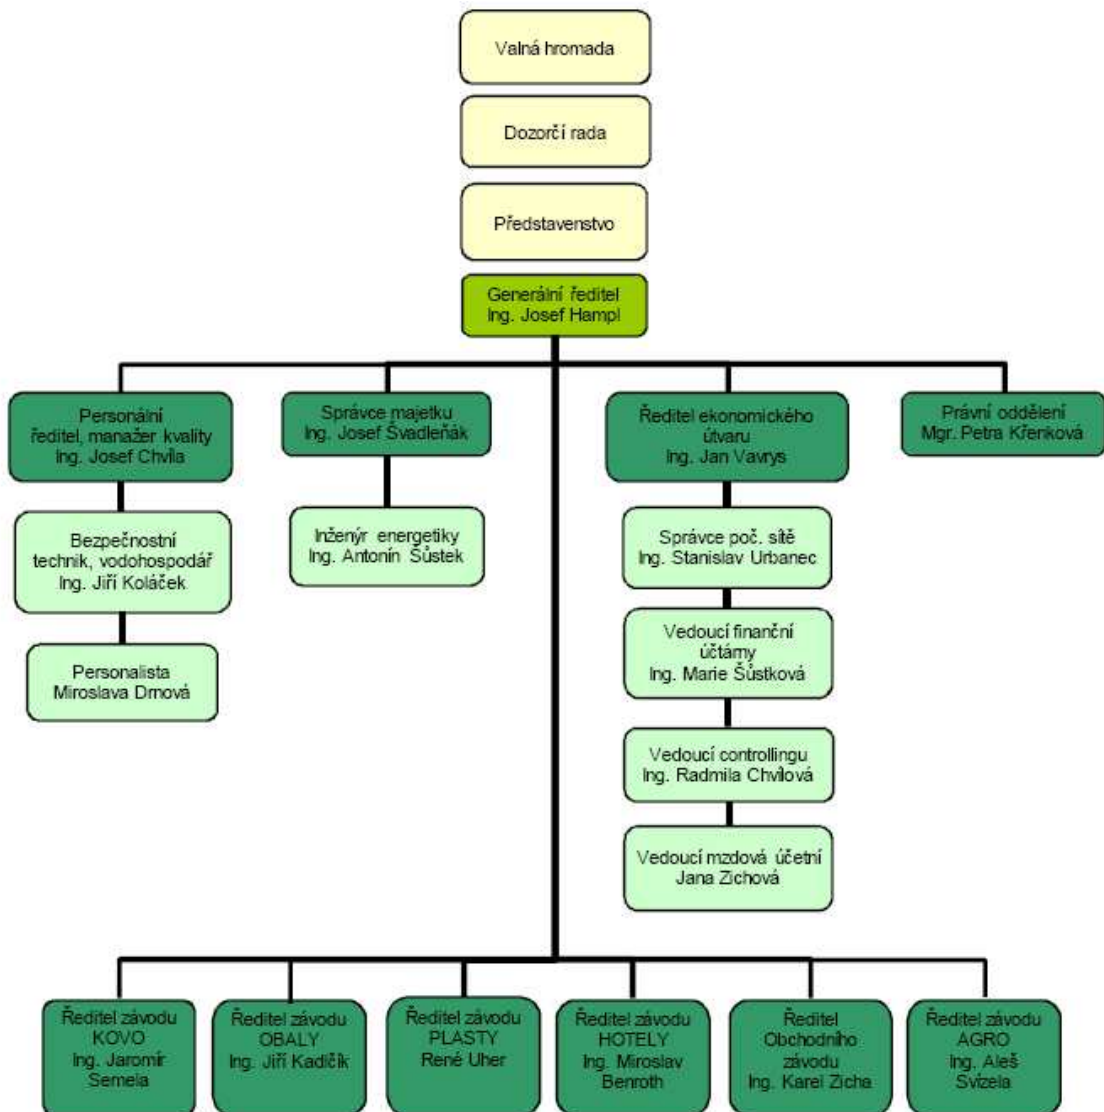 Valná hromada
Dozorčí rada
Představenstvo
Generální ředitel
Ing. Josef Hampl
Personální
ředitel, manažer kvality
Ing. Josef Chvíla
Správce majetku
Ing. Josef Švadleňák
Ředitel ekonomického
útvaru
Ing. Jan Vavrys
Právní oddělení
Mgr. Petra Křenková
Bezpečnostní
technik, vodohospodář
Ing. Jiří Koláček
Inženýr energetiky
Ing. Antonín Šůstek
Správce poč. sítě
Ing. Stanislav Urbanec
Vedoucí finanční
účtárny
Ing. Marie Šůstková
Personalista
Miroslava Drnová
Vedoucí controllingu
Ing. Radmila Chvílová
Vedoucí mzdová účetní
Jana Zichová
Ředitel závodu
KOVO
Ing. Jaromír
Semela
Ředitel závodu
OBALY
Ing. Jiří Kadičík
Ředitel závodu
PLASTY
René Uher
Ředitel závodu
HOTELY
Ing. Miroslav
Benroth
Ředitel
Obchodního
závodu
Ing. Karel Zicha
Ředitel závodu
AGRO
Ing. Aleš
Svízela